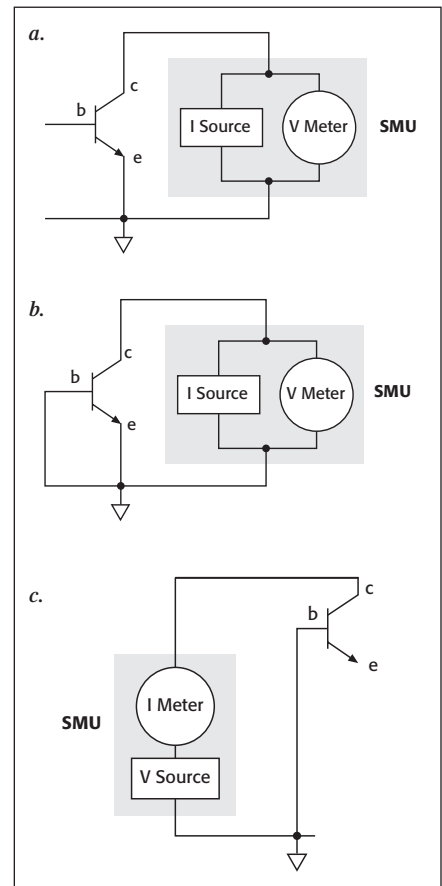 a.
c
b
I Source
V Meter
SMU
e
b.
c
b
I Source
V Meter
SMU
e
c.
c
b
e
I Meter
SMU
V Source